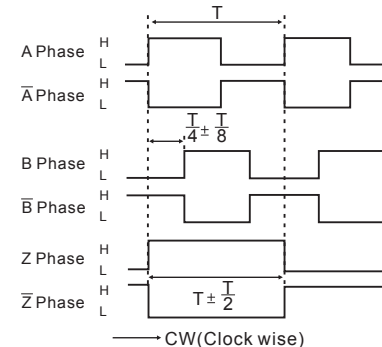 T
H
A Phase
L
H
A̅ Phase
L
T/4 ± T/8
H
B Phase
L
H
B̅ Phase
L
H
Z Phase
L
H
T ± T/2
Z̅ Phase
L
CW(Clock wise)